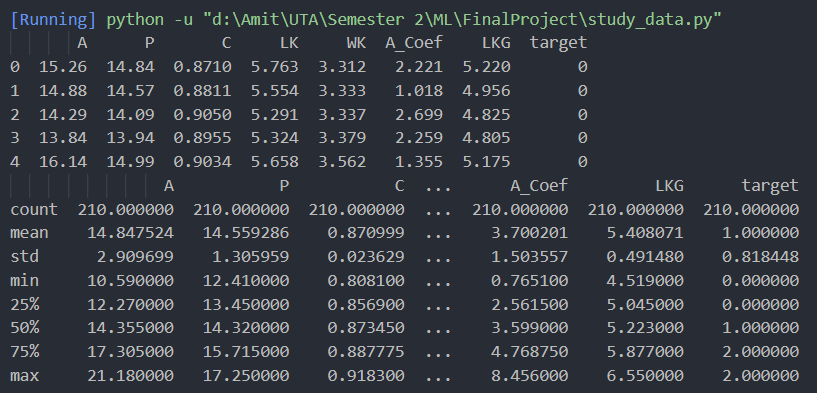 [Running] python -u "d:\Amit\UTA\Semester 2\ML\FinalProject\study_data.py"
A P C LK WK A_Coef LKG target
0 15.26 14.84 0.8710 5.763 3.312 2.221 5.220 0
1 14.88 14.57 0.8811 5.554 3.333 1.018 4.956 0
2 14.29 14.09 0.9050 5.291 3.337 2.699 4.825 0
3 13.84 13.94 0.8955 5.324 3.379 2.259 4.805 0
4 16.14 14.99 0.9034 5.658 3.562 1.355 5.175 0
A P C ... A_Coef LKG target
count 210.000000 210.000000 210.000000 ... 210.000000 210.000000 210.000000
mean 14.847524 14.559286 0.870999 ... 3.700201 5.408071 1.000000
std 2.909699 1.305959 0.023629 ... 1.503557 0.491480 0.818448
min 10.590000 12.410000 0.808100 ... 0.765100 4.519000 0.000000
25% 12.270000 13.450000 0.856900 ... 2.561500 5.045000 0.000000
50% 14.355000 14.320000 0.873450 ... 3.599000 5.223000 1.000000
75% 17.305000 15.715000 0.887775 ... 4.768750 5.877000 2.000000
max 21.180000 17.250000 0.918300 ... 8.456000 6.550000 2.000000